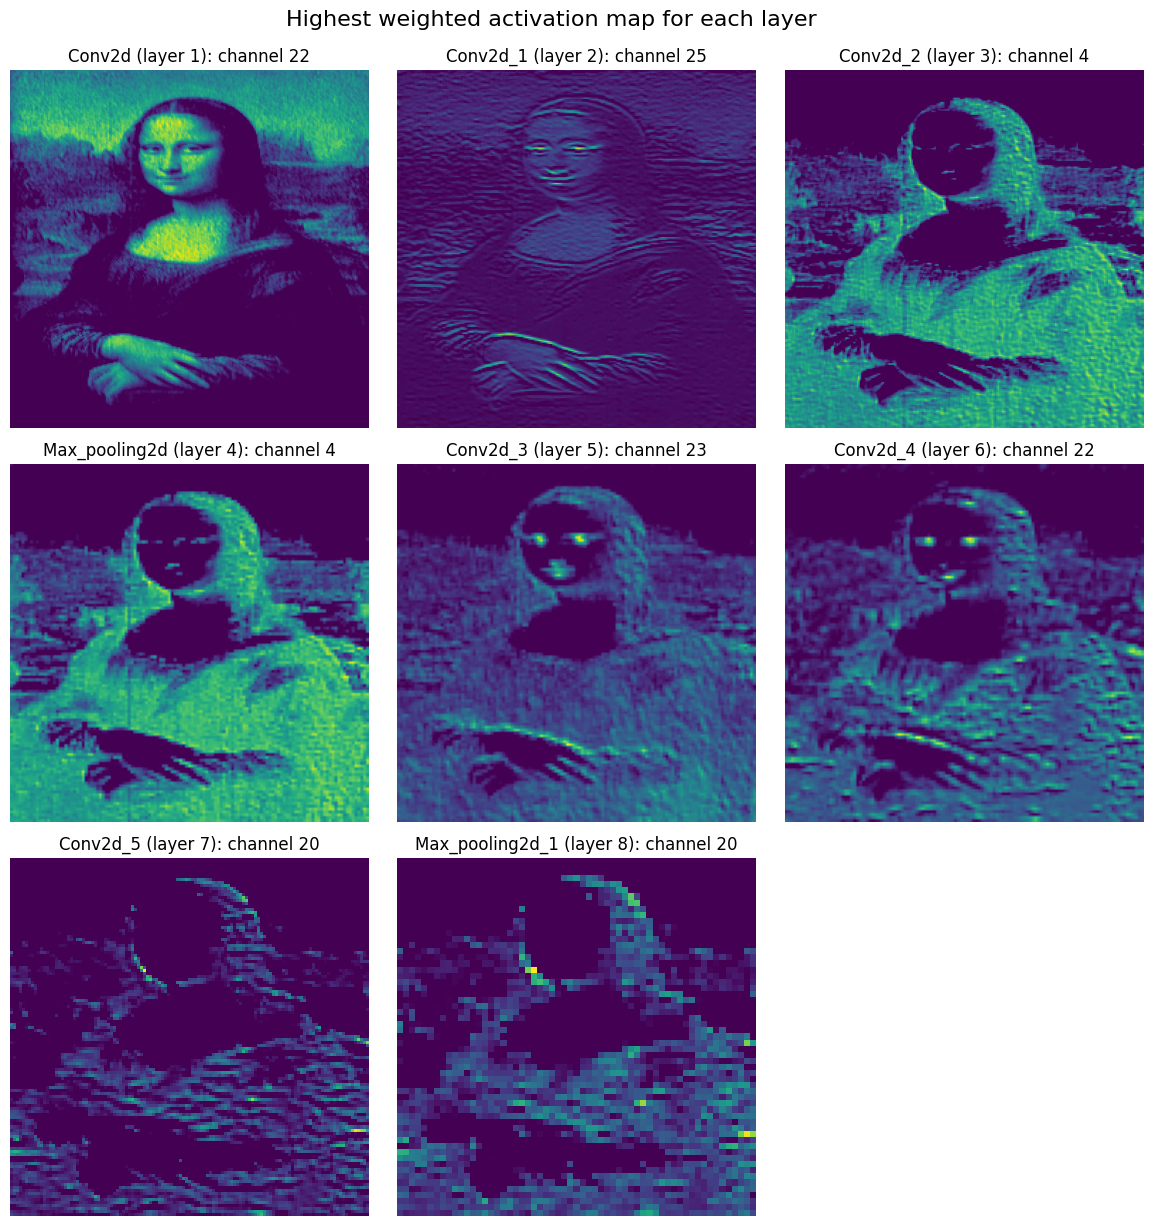 Highest weighted activation map for each layer
Conv2d (layer 1): channel 22
Conv2d_1 (layer 2): channel 25
Conv2d_2 (layer 3): channel 4
Max_pooling2d (layer 4): channel 4
Conv2d_3 (layer 5): channel 23
Conv2d_4 (layer 6): channel 22
Conv2d_5 (layer 7): channel 20
Max_pooling2d_1 (layer 8): channel 20